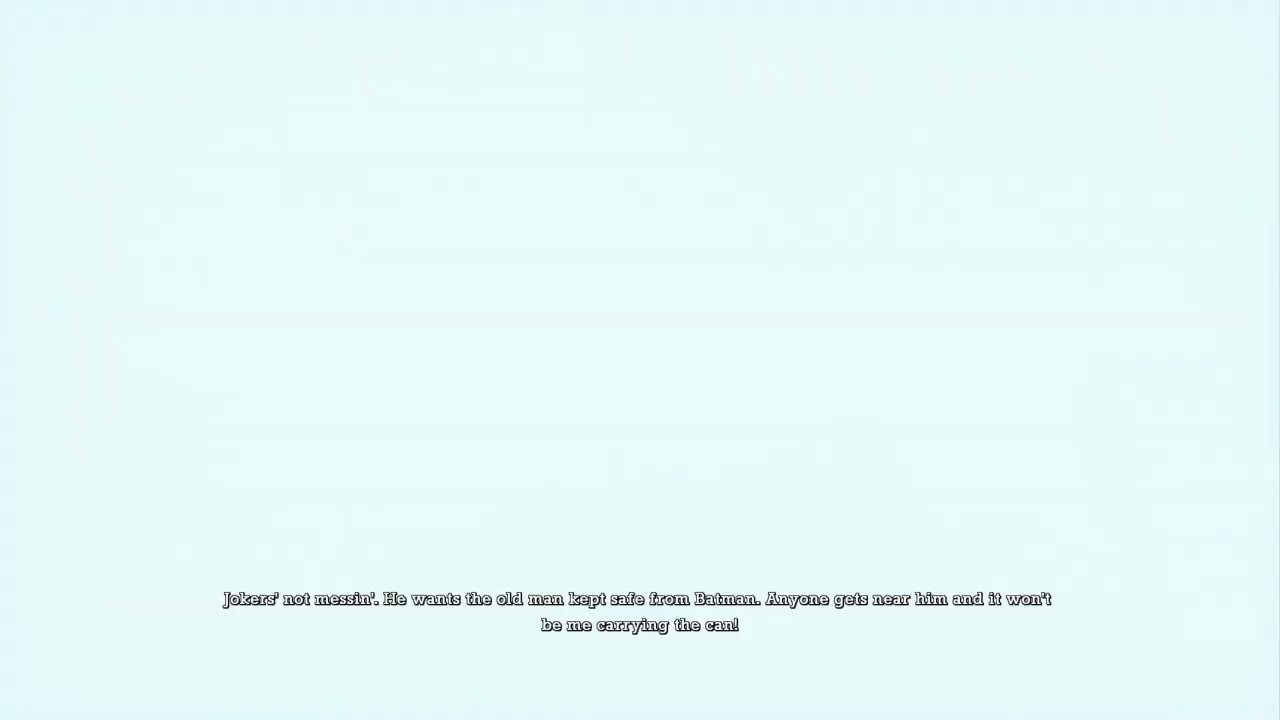 Jokers' not messin'. He wants the old man kept safe from Batman. Anyone gets near him and it won't
be me carrying the can!